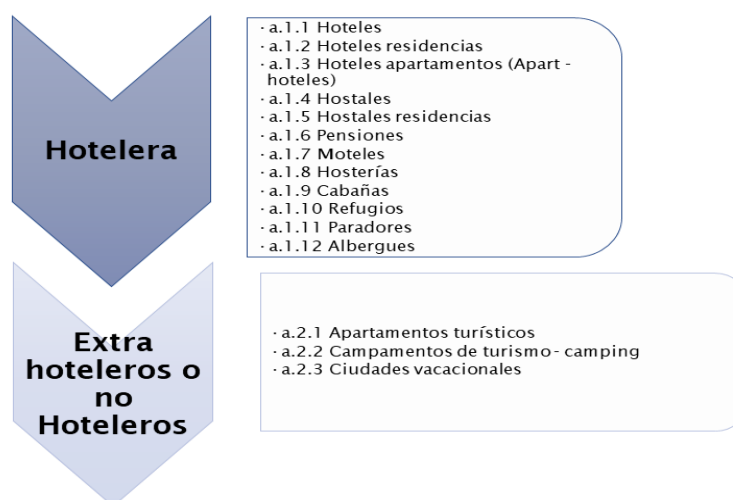 Hotelera
· a.1.1 Hoteles
· a.1.2 Hoteles residencias
· a.1.3 Hoteles apartamentos (Apart -
hoteles)
· a.1.4 Hostales
· a.1.5 Hostales residencias
· a.1.6 Pensiones
· a.1.7 Moteles
· a.1.8 Hosterías
· a.1.9 Cabañas
· a.1.10 Refugios
· a.1.11 Paradores
· a.1.12 Albergues
Extra
hoteleros o
no
Hoteleros
· a.2.1 Apartamentos turísticos
· a.2.2 Campamentos de turismo - camping
· a.2.3 Ciudades vacacionales